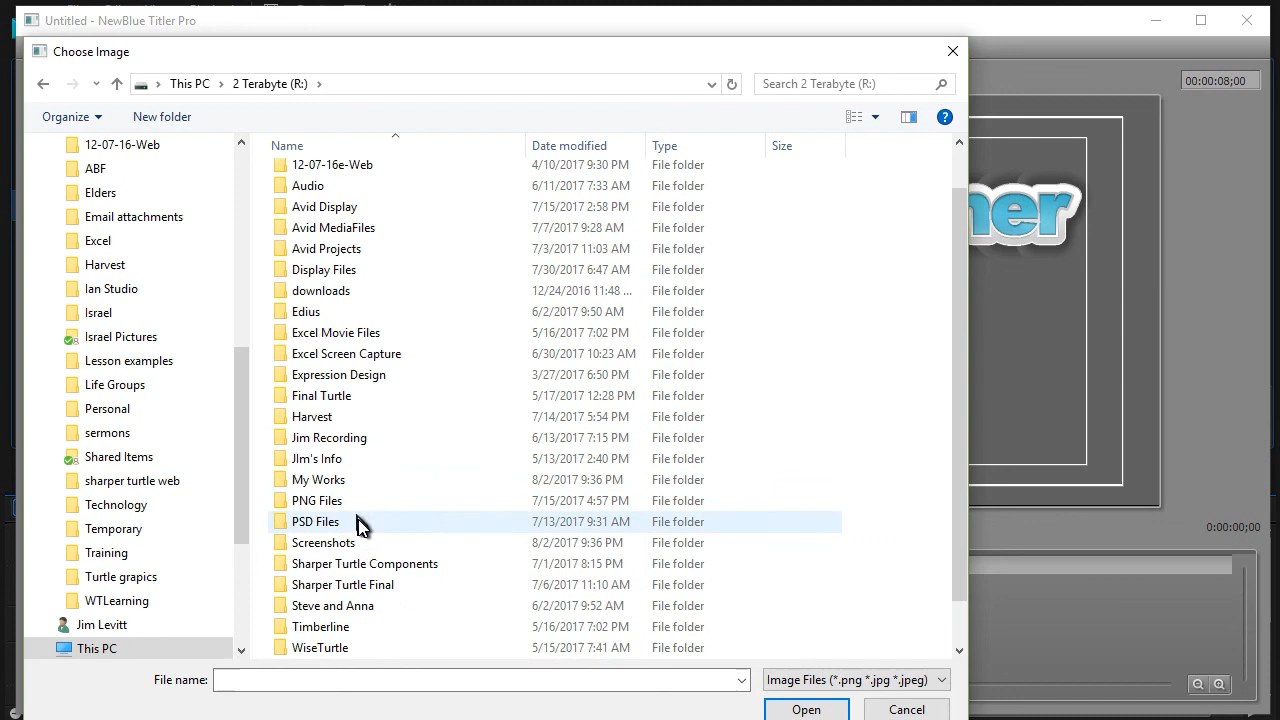 Untitled - NewBlue Titler Pro
Choose Image
This PC
2 Terabyte (R:)
Search 2 Terabyte (R:)
00:00:08;00
Organize
New folder
?
Name
Date modified
Type
Size
12-07-16-Web
ABF
Elders
Email attachments
Excel
Harvest
Ian Studio
Israel
Israel Pictures
Lesson examples
Life Groups
Personal
sermons
Shared Items
sharper turtle web
Technology
Temporary
Training
Turtle grapics
WTLearning
Jim Levitt
This PC
12-07-16e-Web 4/10/2017 9:30 PM File folder
Audio 6/11/2017 7:33 AM File folder
Avid Display 7/15/2017 2:58 PM File folder
Avid MediaFiles 7/7/2017 9:28 AM File folder
Avid Projects 7/3/2017 11:03 AM File folder
Display Files 7/30/2017 6:47 AM File folder
downloads 12/24/2016 11:48 ... File folder
Edius 6/2/2017 9:50 AM File folder
Excel Movie Files 5/16/2017 7:02 PM File folder
Excel Screen Capture 6/30/2017 10:23 AM File folder
Expression Design 3/27/2017 6:50 PM File folder
Final Turtle 5/17/2017 12:28 PM File folder
Harvest 7/14/2017 5:54 PM File folder
Jim Recording 6/13/2017 7:15 PM File folder
JIm's Info 5/13/2017 2:40 PM File folder
My Works 8/2/2017 9:36 PM File folder
PNG Files 7/15/2017 4:57 PM File folder
PSD Files 7/13/2017 9:31 AM File folder
Screenshots 8/2/2017 9:36 PM File folder
Sharper Turtle Components 7/1/2017 8:15 PM File folder
Sharper Turtle Final 7/6/2017 11:10 AM File folder
Steve and Anna 6/2/2017 9:52 AM File folder
Timberline 5/16/2017 7:02 PM File folder
WiseTurtle 5/15/2017 7:41 AM File folder
ner
0:00:00;00
File name:
Image Files (*.png *.jpg *.jpeg)
Open
Cancel